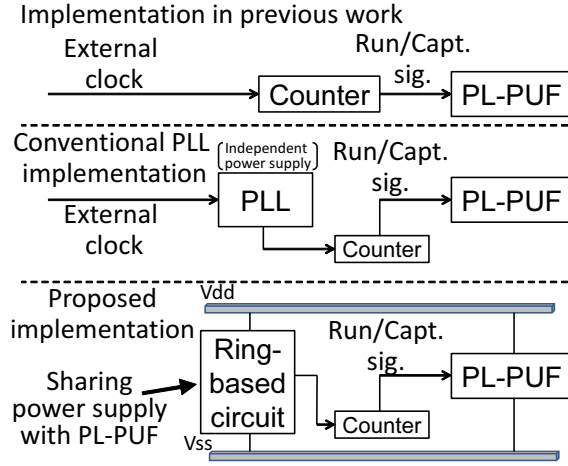 Implementation in previous work
External
clock
Counter
Run/Capt.
sig.
PL-PUF
Conventional PLL
implementation
Independent
power supply
PLL
External
clock
Counter
Run/Capt.
sig.
PL-PUF
Proposed
implementation
Vdd
Ring-
based
circuit
Sharing
power supply
with PL-PUF
Vss
Counter
Run/Capt.
sig.
PL-PUF